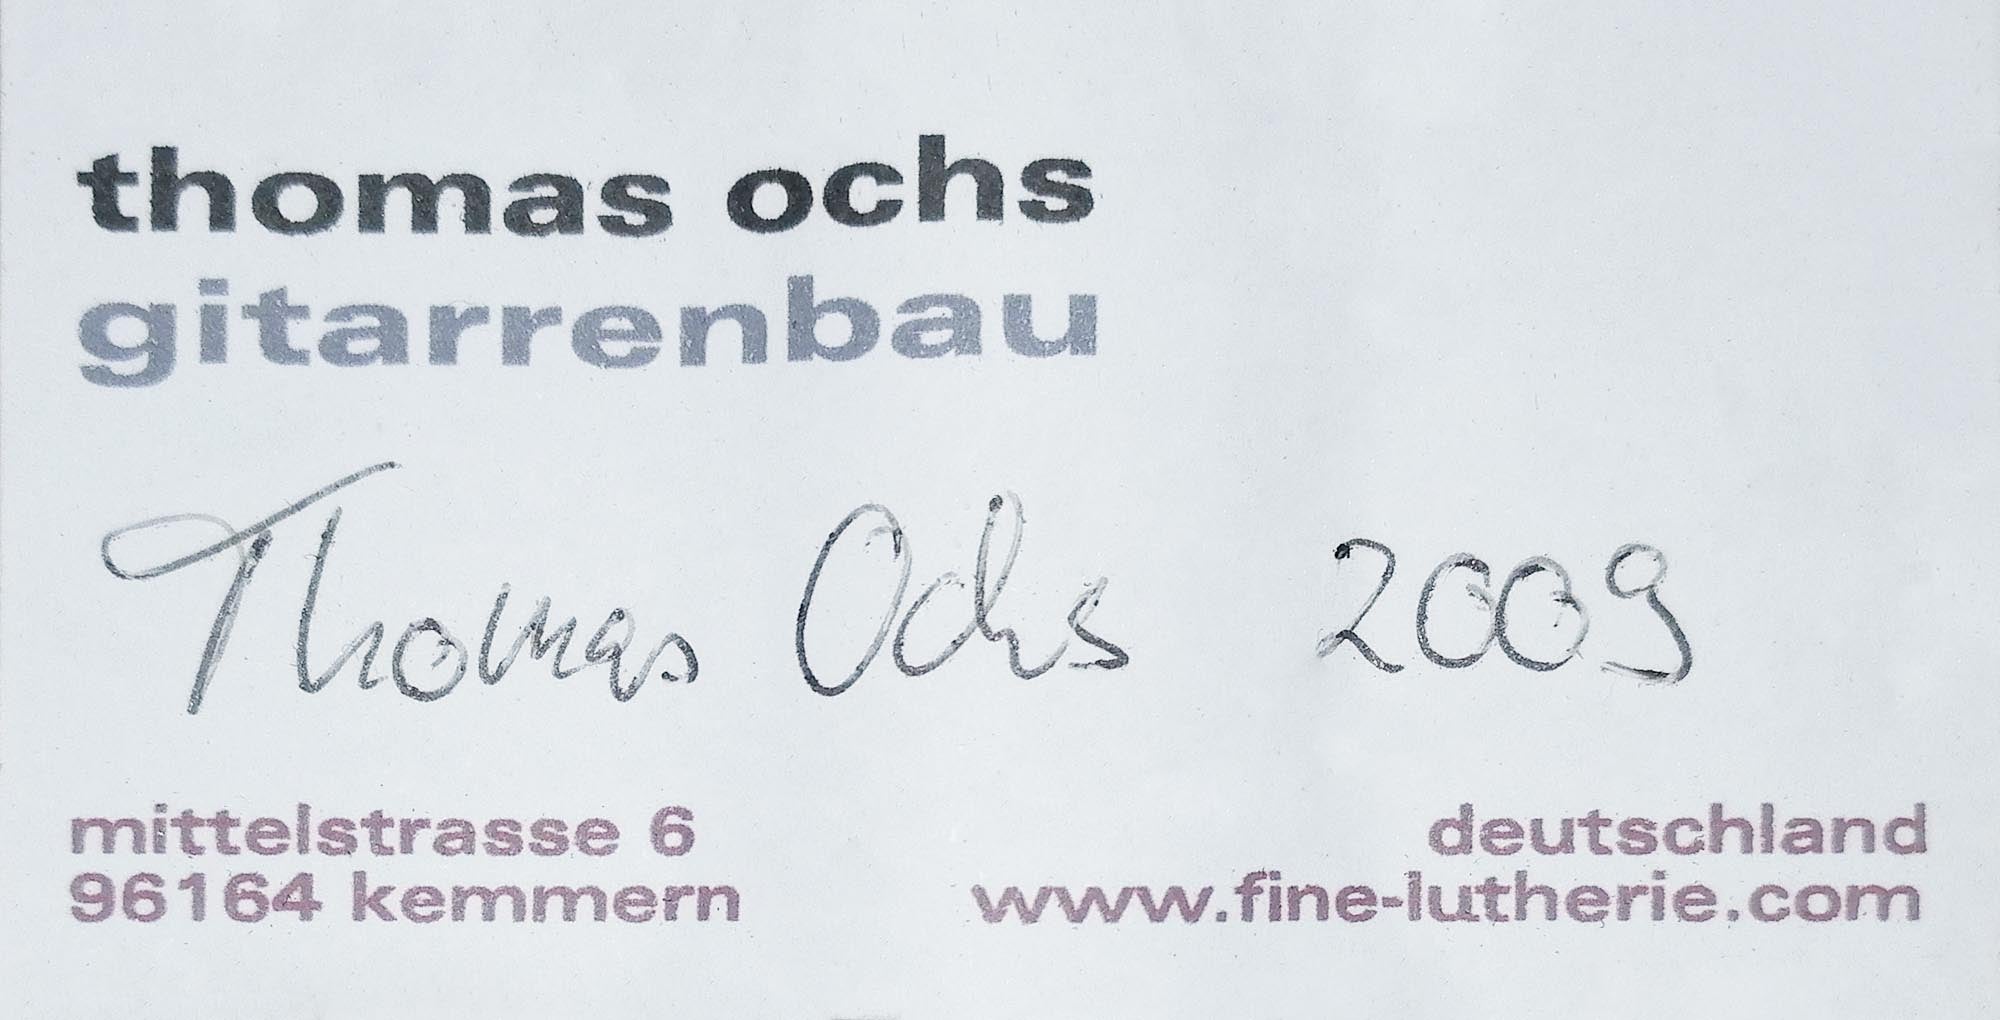 thomas ochs
gitarrenbau
Thomas Ochs 2009
mittelstrasse 6 deutschland
96164 kemmern www.fine-lutherie.com